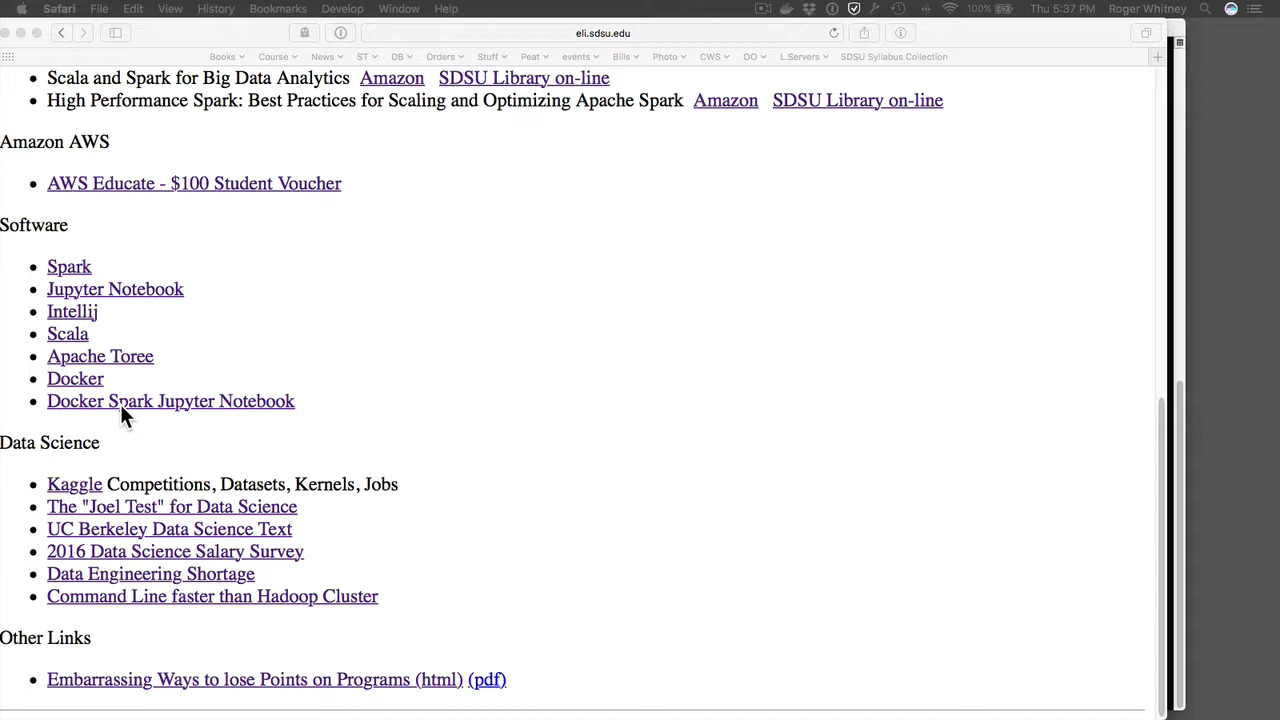 Safari File Edit View History Bookmarks Develop Window Help 100% Thu 5:37 PM Roger Whitney
eli.sdsu.edu
Books Course News ST DB Orders Stuff Peat events Bills Photo CWS OO L.Servers SDSU Syllabus Collection
Scala and Spark for Big Data Analytics Amazon SDSU Library on-line
High Performance Spark: Best Practices for Scaling and Optimizing Apache Spark Amazon SDSU Library on-line
Amazon AWS
AWS Educate - $100 Student Voucher
Software
Spark
Jupyter Notebook
Intellij
Scala
Apache Toree
Docker
Docker Spark Jupyter Notebook
Data Science
Kaggle Competitions, Datasets, Kernels, Jobs
The "Joel Test" for Data Science
UC Berkeley Data Science Text
2016 Data Science Salary Survey
Data Engineering Shortage
Command Line faster than Hadoop Cluster
Other Links
Embarrassing Ways to lose Points on Programs (html) (pdf)